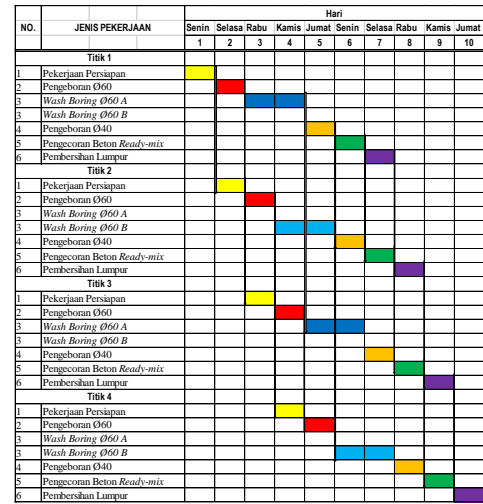 Hari
NO. JENIS PEKERJAAN Senin Selasa Rabu Kamis Jumat Senin Selasa Rabu Kamis Jumat
1 2 3 4 5 6 7 8 9 10
Titik 1
1 Pekerjaan Persiapan
2 Pengeboran Ø60
3 Wash Boring Ø60 A
3 Wash Boring Ø60 B
4 Pengeboran Ø40
5 Pengecoran Beton Ready-mix
6 Pembersihan Lumpur
Titik 2
1 Pekerjaan Persiapan
2 Pengeboran Ø60
3 Wash Boring Ø60 A
3 Wash Boring Ø60 B
4 Pengeboran Ø40
5 Pengecoran Beton Ready-mix
6 Pembersihan Lumpur
Titik 3
1 Pekerjaan Persiapan
2 Pengeboran Ø60
3 Wash Boring Ø60 A
3 Wash Boring Ø60 B
4 Pengeboran Ø40
5 Pengecoran Beton Ready-mix
6 Pembersihan Lumpur
Titik 4
1 Pekerjaan Persiapan
2 Pengeboran Ø60
3 Wash Boring Ø60 A
3 Wash Boring Ø60 B
4 Pengeboran Ø40
5 Pengecoran Beton Ready-mix
6 Pembersihan Lumpur